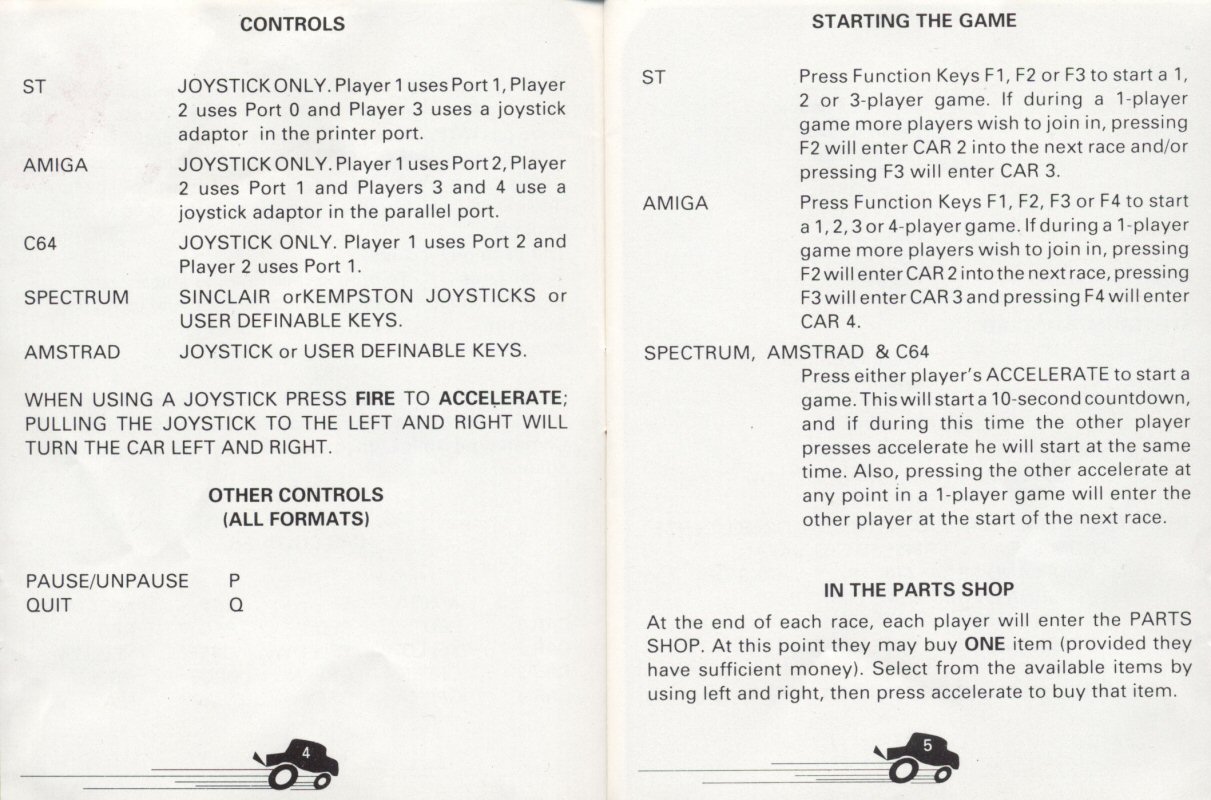 CONTROLS
ST JOYSTICK ONLY. Player 1 uses Port 1, Player
2 uses Port 0 and Player 3 uses a joystick
adaptor in the printer port.
AMIGA JOYSTICK ONLY. Player 1 uses Port 2, Player
2 uses Port 1 and Players 3 and 4 use a
joystick adaptor in the parallel port.
C64 JOYSTICK ONLY. Player 1 uses Port 2 and
Player 2 uses Port 1.
SPECTRUM SINCLAIR orKEMPSTON JOYSTICKS or
USER DEFINABLE KEYS.
AMSTRAD JOYSTICK or USER DEFINABLE KEYS.
WHEN USING A JOYSTICK PRESS FIRE TO ACCELERATE;
PULLING THE JOYSTICK TO THE LEFT AND RIGHT WILL
TURN THE CAR LEFT AND RIGHT.
OTHER CONTROLS
(ALL FORMATS)
PAUSE/UNPAUSE P
QUIT Q
4
STARTING THE GAME
ST Press Function Keys F1, F2 or F3 to start a 1,
2 or 3-player game. If during a 1-player
game more players wish to join in, pressing
F2 will enter CAR 2 into the next race and/or
pressing F3 will enter CAR 3.
AMIGA Press Function Keys F1, F2, F3 or F4 to start
a 1, 2, 3 or 4-player game. If during a 1-player
game more players wish to join in, pressing
F2 will enter CAR 2 into the next race, pressing
F3 will enter CAR 3 and pressing F4 will enter
CAR 4.
SPECTRUM, AMSTRAD & C64
Press either player's ACCELERATE to start a
game. This will start a 10-second countdown,
and if during this time the other player
presses accelerate he will start at the same
time. Also, pressing the other accelerate at
any point in a 1-player game will enter the
other player at the start of the next race.
IN THE PARTS SHOP
At the end of each race, each player will enter the PARTS
SHOP. At this point they may buy ONE item (provided they
have sufficient money). Select from the available items by
using left and right, then press accelerate to buy that item.
5